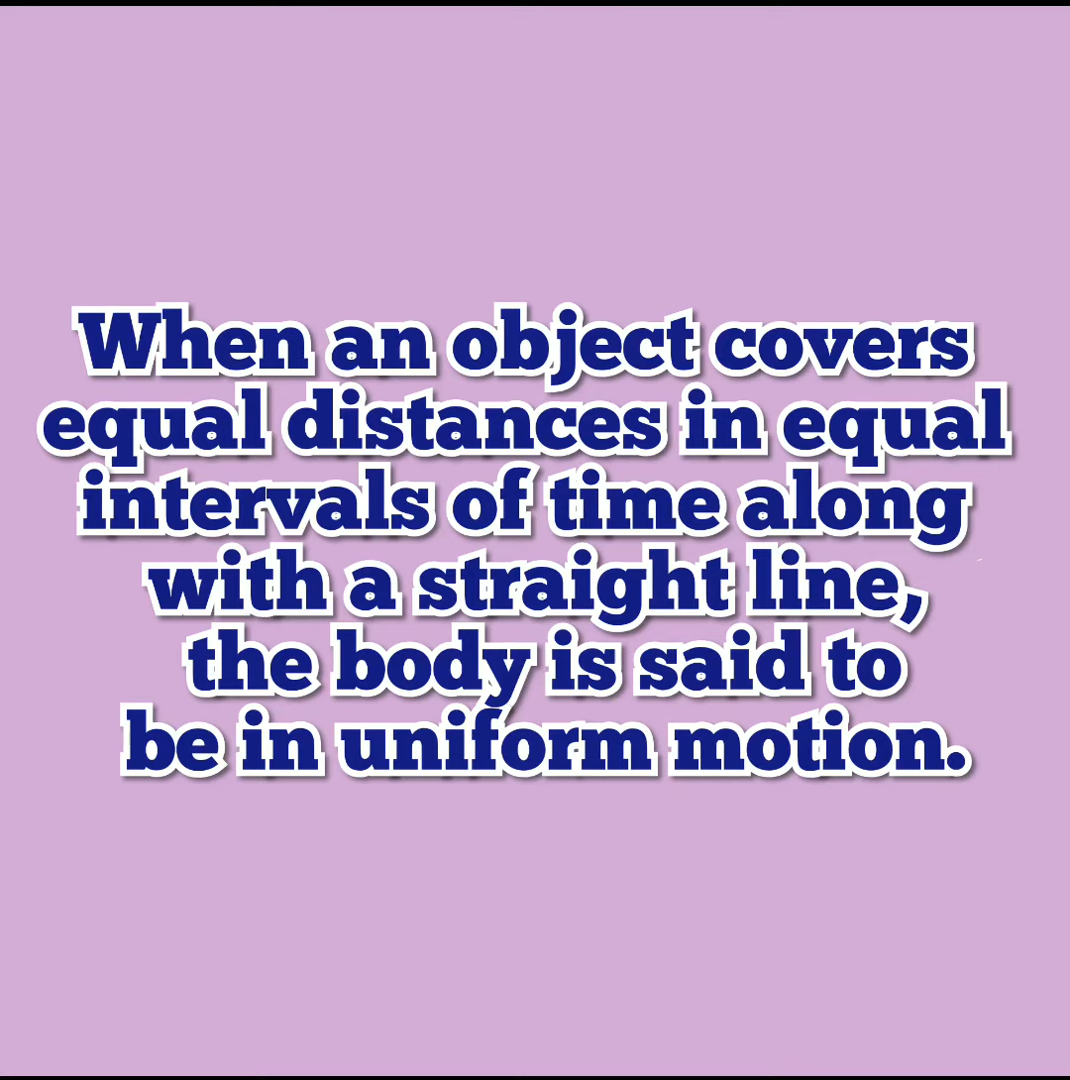 When an object covers
equal distances in equal
intervals of time along
with a straight line,
the body is said to
be in uniform motion.